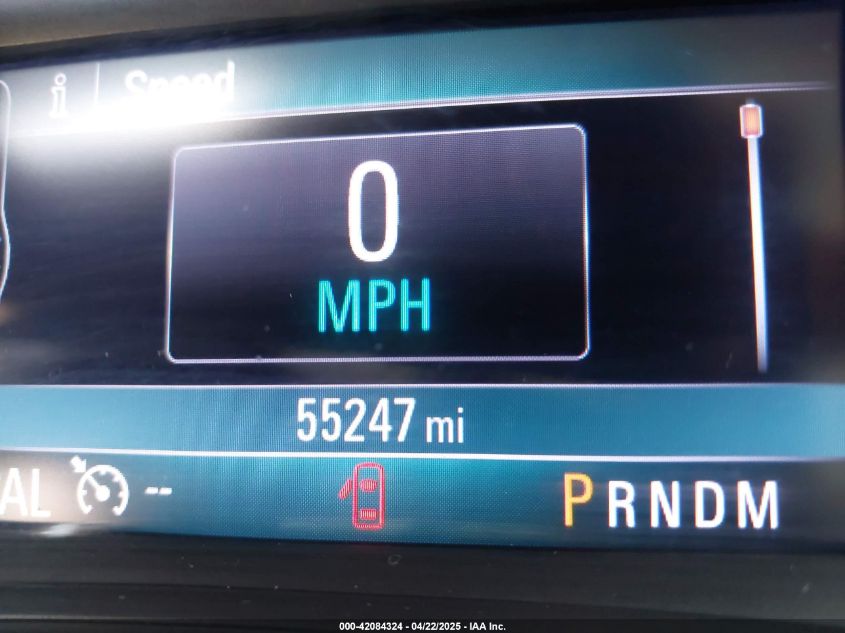 i Speed
0
MPH
55247 mi
AL -- PRNDM
000-42084324 - 04/22/2025 - IAA Inc.